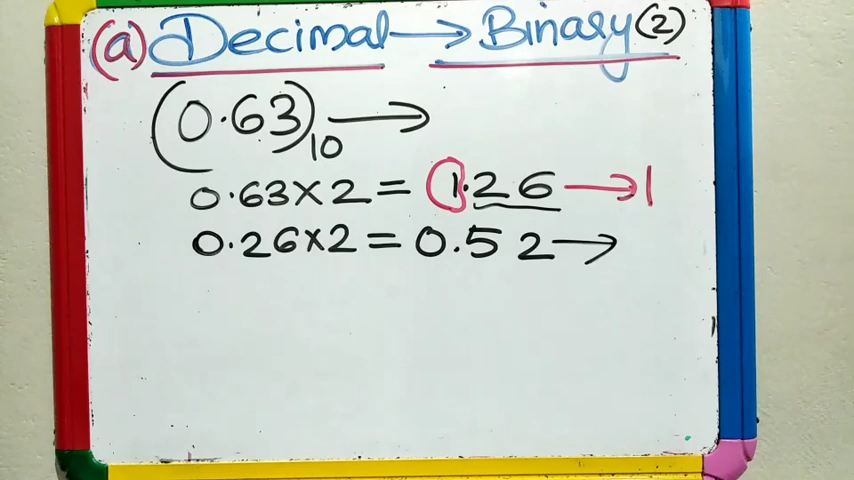 (a) Decimal → Binary (2)
(0.63)10 →
0.63×2 = 1.26 → 1
0.26×2 = 0.52 →